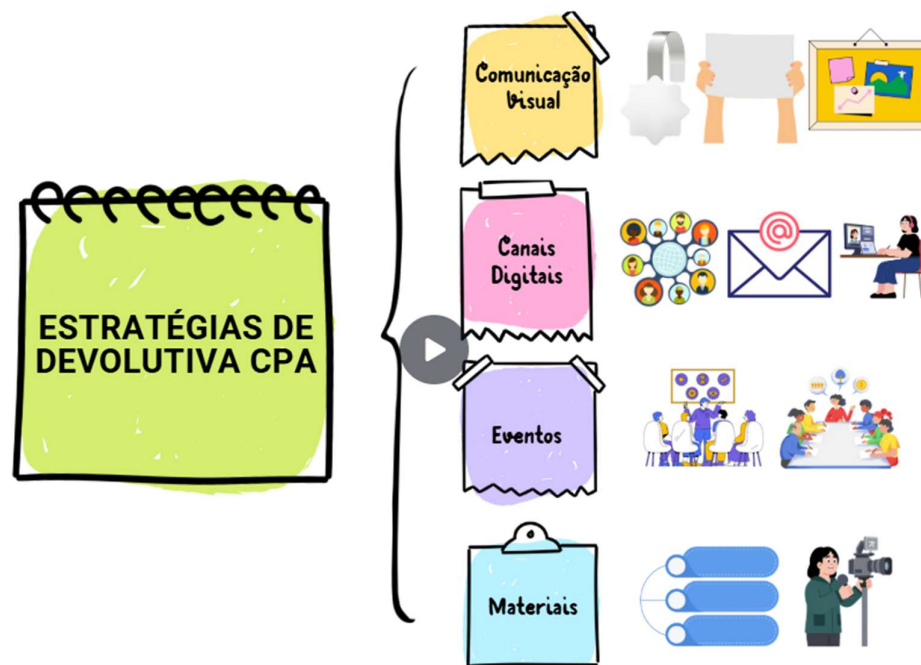 ESTRATÉGIAS DE
DEVOLUTIVA CPA
Comunicação
Visual
Canais
Digitais
@
Eventos
Materiais